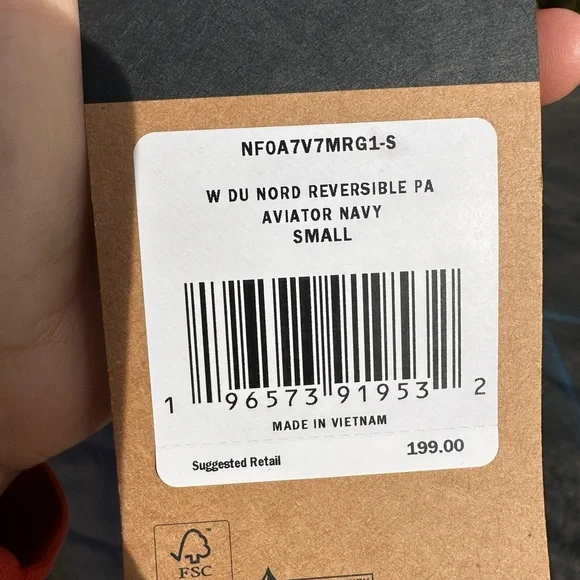 NF0A7V7MRG1-S
W DU NORD REVERSIBLE PA
AVIATOR NAVY
SMALL
1 96573 91953 2
MADE IN VIETNAM
Suggested Retail 199.00
FSC